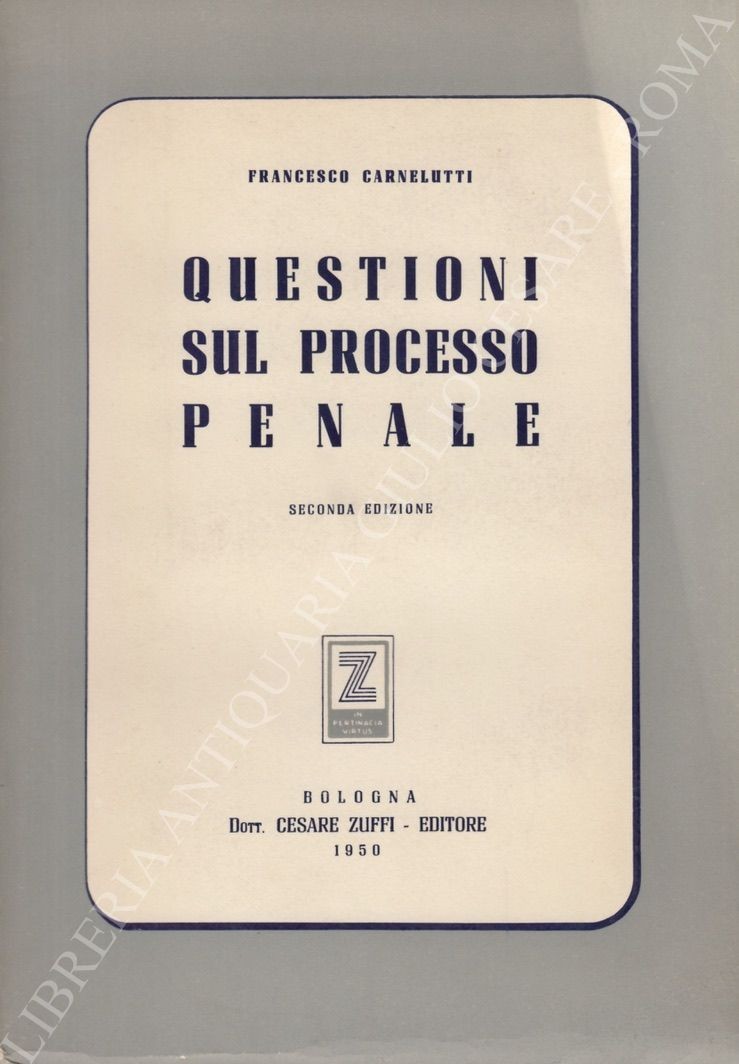 FRANCESCO CARNELUTTI
QUESTIONI
SUL PROCESSO
PENALE
SECONDA EDIZIONE
Z
IN
PERTINACIA
VIRTUS
BOLOGNA
DOTT. CESARE ZUFFI - EDITORE
1950
LIBRERIA ANTIQUARIA GIULIO CESARE ROMA